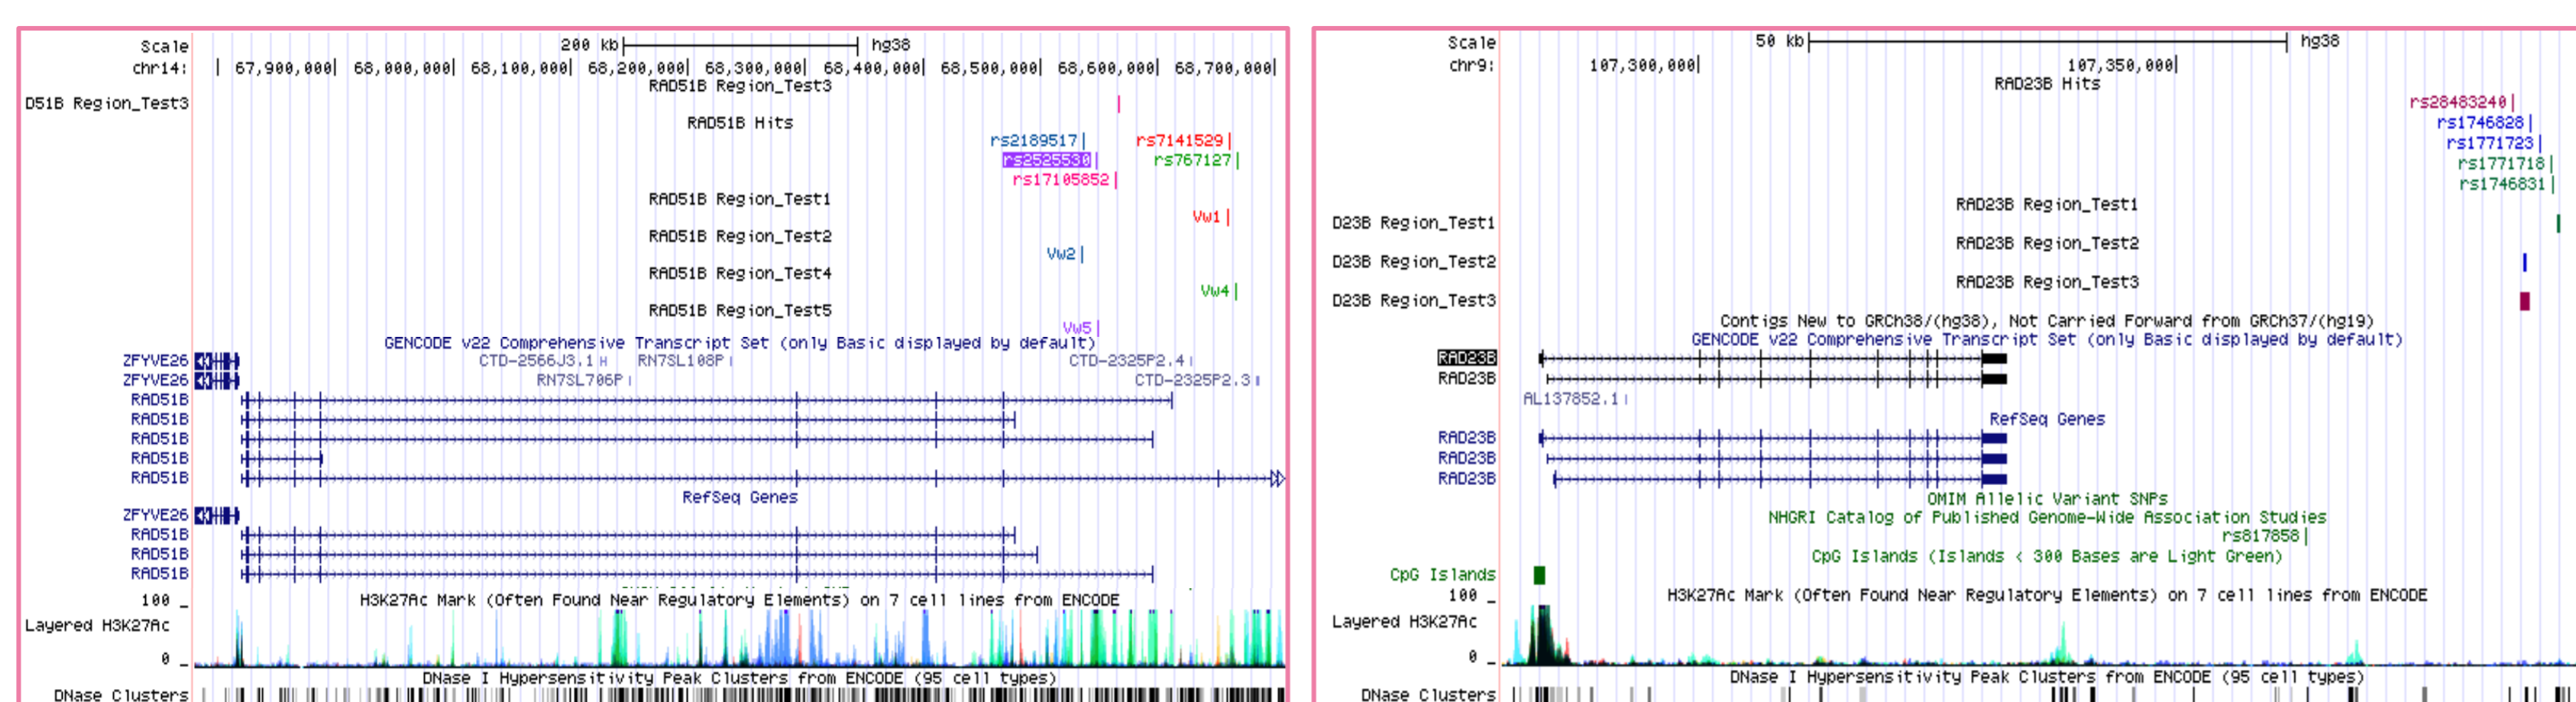 Scale 200 kb hg38
chr14: 67,900,000 68,000,000 68,100,000 68,200,000 68,300,000 68,400,000 68,500,000 68,600,000 68,700,000
RAD51B Region_Test3
D51B Region_Test3
RAD51B Hits
rs2189517 rs7141529
rs2525530 rs767127
rs17105852
RAD51B Region_Test1
Vw1
RAD51B Region_Test2
Vw2
RAD51B Region_Test4
Vw4
RAD51B Region_Test5
Vw5
GENCODE v22 Comprehensive Transcript Set (only Basic displayed by default)
ZFYVE26 CTD-2566J3.1 RN7SL108P CTD-2325P2.4
ZFYVE26 RN7SL706P CTD-2325P2.3
RAD51B
RAD51B
RAD51B
RAD51B
RAD51B
RefSeq Genes
ZFYVE26
RAD51B
RAD51B
RAD51B
H3K27Ac Mark (Often Found Near Regulatory Elements) on 7 cell lines from ENCODE
100
Layered H3K27Ac
0
DNase I Hypersensitivity Peak Clusters from ENCODE (95 cell types)
DNase Clusters
Scale 50 kb hg38
chr9: 107,300,000 107,350,000
RAD23B Hits
rs28483240
rs1746828
rs1771723
rs1771718
rs1746831
RAD23B Region_Test1
D23B Region_Test1
RAD23B Region_Test2
D23B Region_Test2
RAD23B Region_Test3
D23B Region_Test3
Contigs New to GRCh38/(hg38), Not Carried Forward from GRCh37/(hg19)
GENCODE v22 Comprehensive Transcript Set (only Basic displayed by default)
RAD23B
RAD23B
AL137852.1
RefSeq Genes
RAD23B
RAD23B
RAD23B
OMIM Allelic Variant SNPs
NHGRI Catalog of Published Genome-Wide Association Studies
rs817858
CpG Islands (Islands < 300 Bases are Light Green)
CpG Islands
H3K27Ac Mark (Often Found Near Regulatory Elements) on 7 cell lines from ENCODE
100
Layered H3K27Ac
0
DNase I Hypersensitivity Peak Clusters from ENCODE (95 cell types)
DNase Clusters